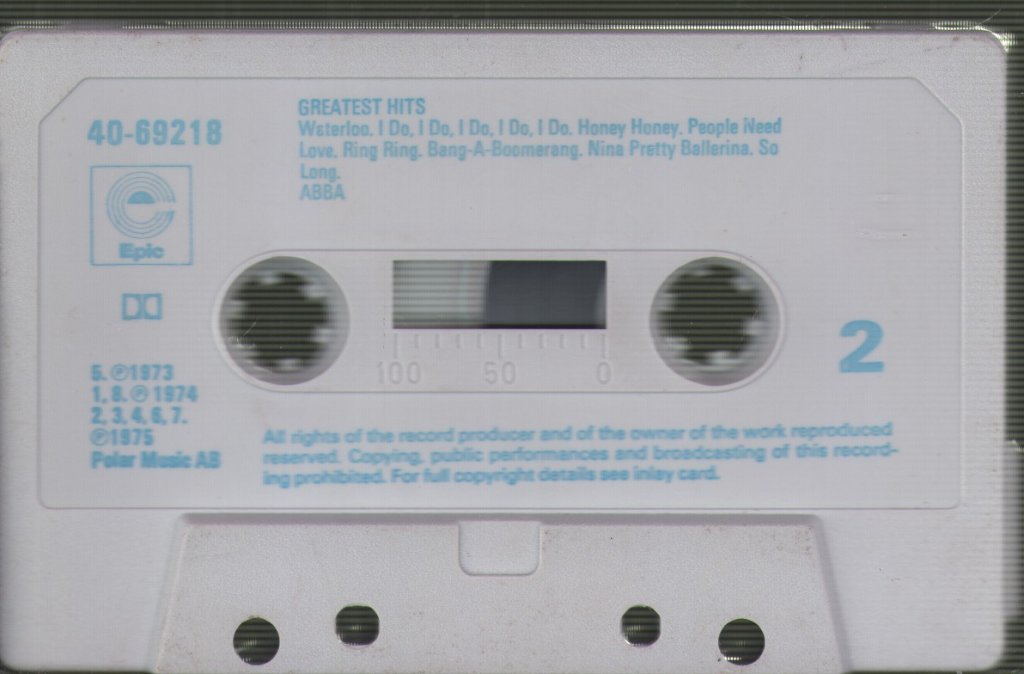 40-69218
GREATEST HITS
Waterloo. I Do, I Do, I Do, I Do, I Do. Honey Honey. People Need
Love. Ring Ring. Bang-A-Boomerang. Nina Pretty Ballerina. So
Long.
ABBA
Epic
100 50 0
2
5. ℗1973
1, 8. ℗1974
2, 3, 4, 6, 7.
℗1975
Polar Music AB
All rights of the record producer and of the owner of the work reproduced
reserved. Copying, public performances and broadcasting of this record-
ing prohibited. For full copyright details see inlay card.